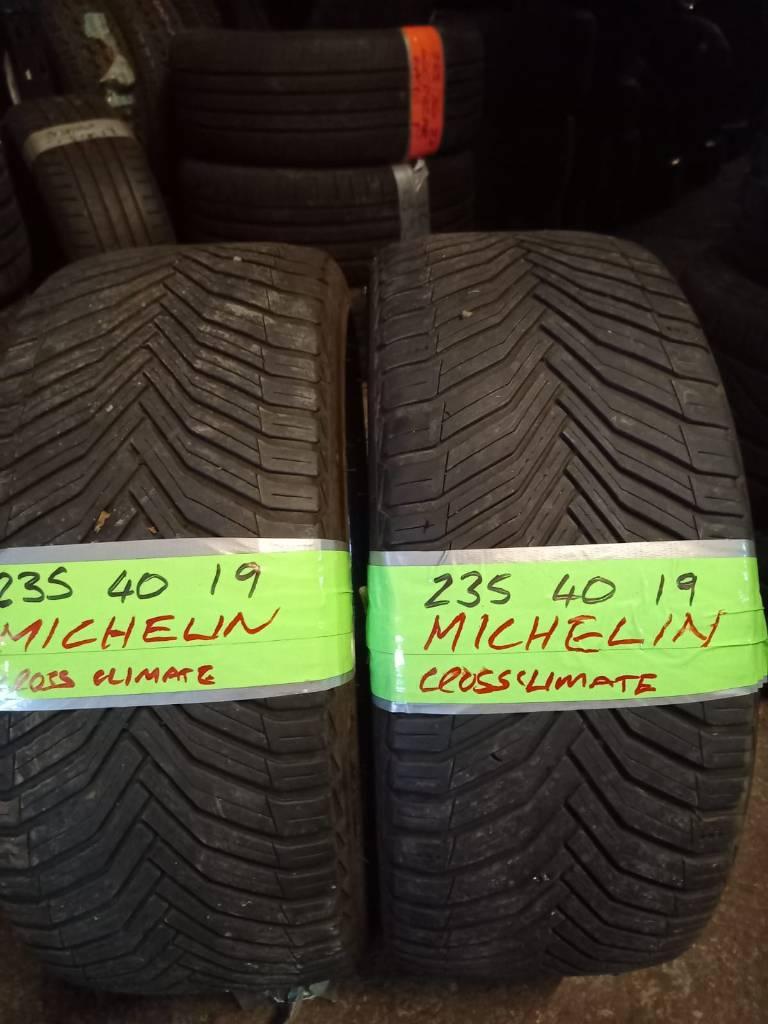 235 40 19
MICHELIN
CROSS CLIMATE
235 40 19
MICHELIN
CROSSCLIMATE